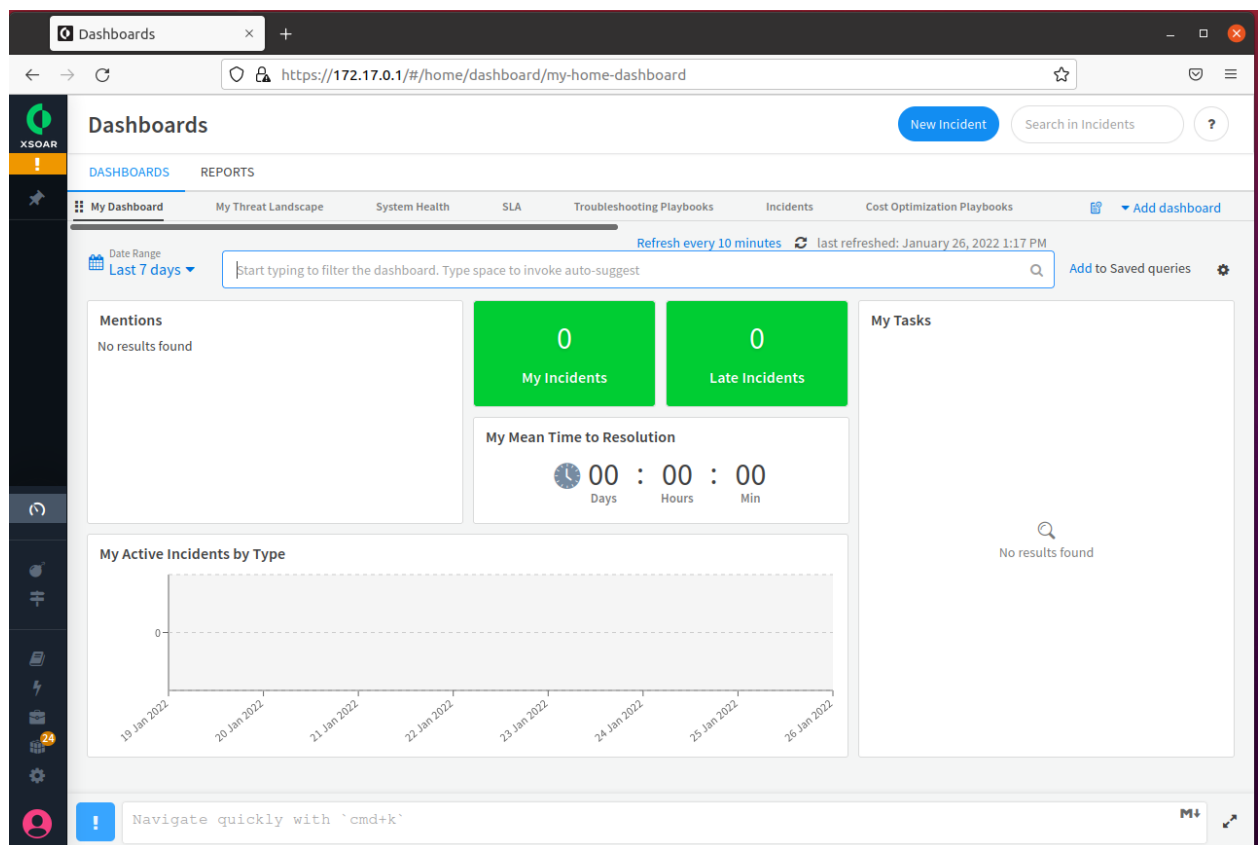 Dashboards
https://172.17.0.1/#/home/dashboard/my-home-dashboard
XSOAR
Dashboards
New Incident
Search in Incidents
?
!
DASHBOARDS REPORTS
My Dashboard My Threat Landscape System Health SLA Troubleshooting Playbooks Incidents Cost Optimization Playbooks Add dashboard
Refresh every 10 minutes last refreshed: January 26, 2022 1:17 PM
Date Range
Last 7 days
Start typing to filter the dashboard. Type space to invoke auto-suggest
Add to Saved queries
Mentions
No results found
0
My Incidents
0
Late Incidents
My Tasks
No results found
My Mean Time to Resolution
00 : 00 : 00
Days Hours Min
My Active Incidents by Type
0
19 Jan 2022 20 Jan 2022 21 Jan 2022 22 Jan 2022 23 Jan 2022 24 Jan 2022 25 Jan 2022 26 Jan 2022
24
!
Navigate quickly with `cmd+k`
M↓